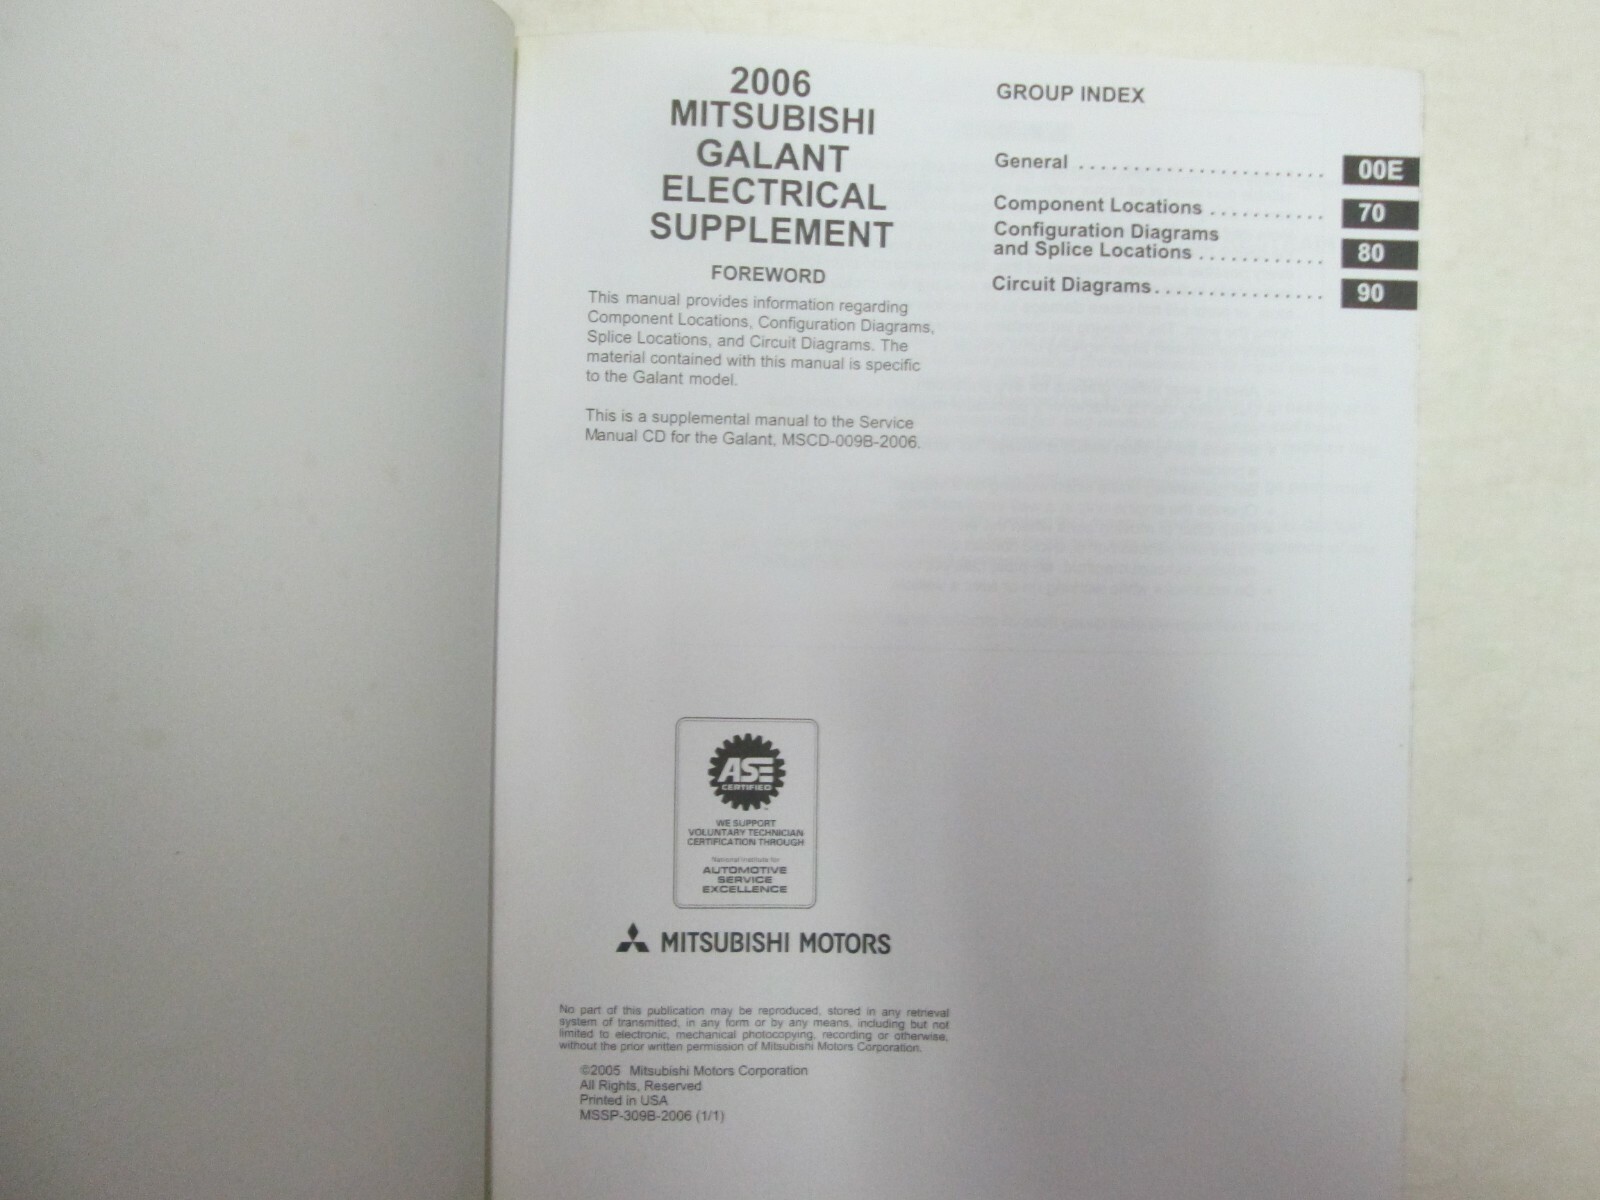 2006
MITSUBISHI
GALANT
ELECTRICAL
SUPPLEMENT
FOREWORD
This manual provides information regarding
Component Locations, Configuration Diagrams,
Splice Locations, and Circuit Diagrams. The
material contained with this manual is specific
to the Galant model.
This is a supplemental manual to the Service
Manual CD for the Galant, MSCD-009B-2006.
ASE
CERTIFIED
WE SUPPORT
VOLUNTARY TECHNICIAN
CERTIFICATION THROUGH
National Institute for
AUTOMOTIVE
SERVICE
EXCELLENCE
MITSUBISHI MOTORS
No part of this publication may be reproduced, stored in any retrieval
system of transmitted, in any form or by any means, including but not
limited to electronic, mechanical photocopying, recording or otherwise,
without the prior written permission of Mitsubishi Motors Corporation.
©2005 Mitsubishi Motors Corporation
All Rights, Reserved
Printed in USA
MSSP-309B-2006 (1/1)
GROUP INDEX
General ....................... 00E
Component Locations ........... 70
Configuration Diagrams
and Splice Locations ............ 80
Circuit Diagrams................ 90